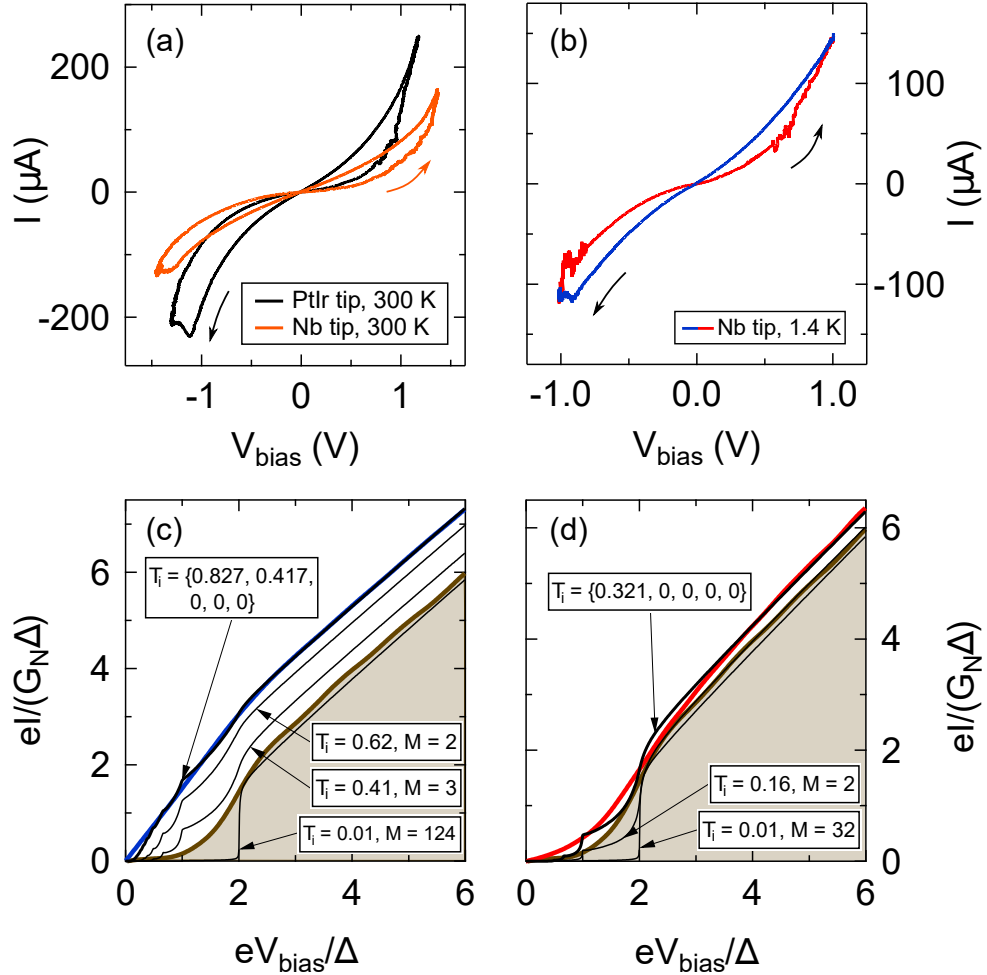 (a)
I (µA)
200
0
-200
-1
0
1
V_bias (V)
PtIr tip, 300 K
Nb tip, 300 K
(b)
I (µA)
100
0
-100
-1.0
0.0
1.0
V_bias (V)
Nb tip, 1.4 K
(c)
eI/(G_NΔ)
6
4
2
0
0
2
4
6
eV_bias/Δ
T_i = {0.827, 0.417,
0, 0, 0}
T_i = 0.62, M = 2
T_i = 0.41, M = 3
T_i = 0.01, M = 124
(d)
eI/(G_NΔ)
6
4
2
0
0
2
4
6
eV_bias/Δ
T_i = {0.321, 0, 0, 0, 0}
T_i = 0.16, M = 2
T_i = 0.01, M = 32